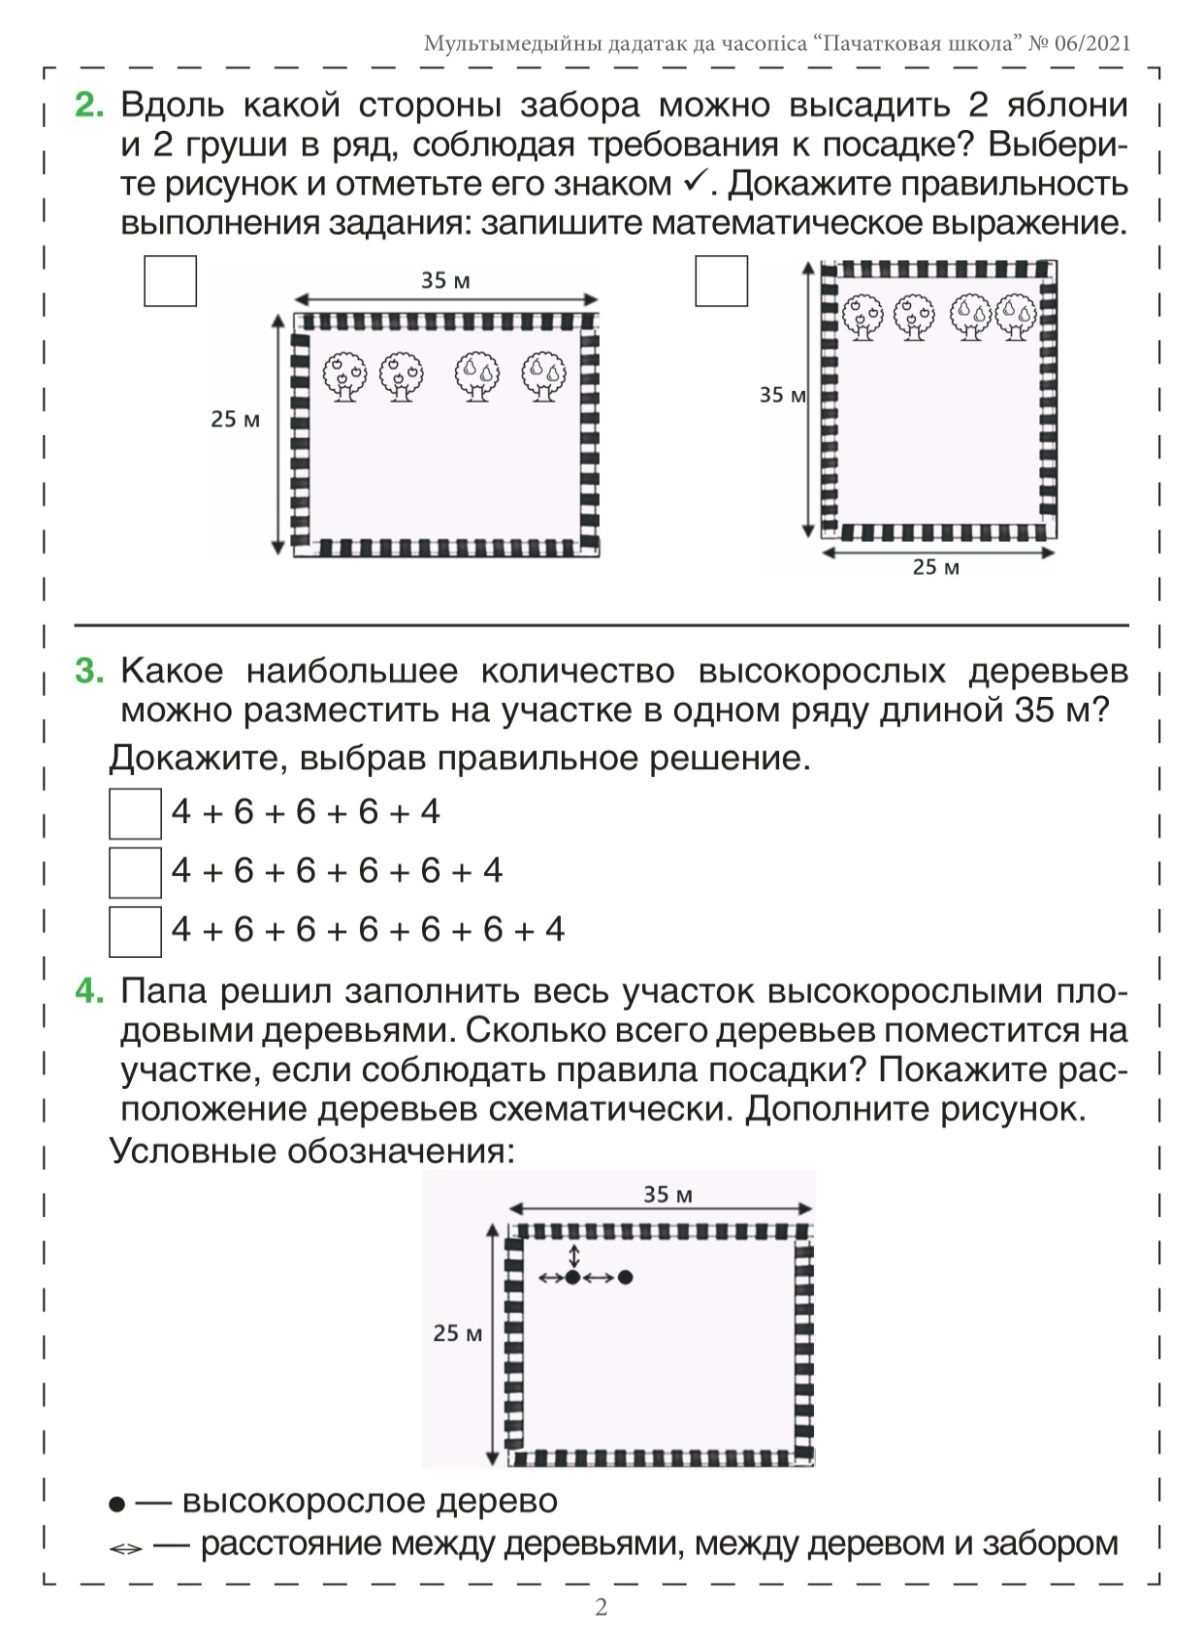 Мультымедыйны дадатак да часопіса “Пачатковая школа” № 06/2021
2. Вдоль какой стороны забора можно высадить 2 яблони
и 2 груши в ряд, соблюдая требования к посадке? Выбери-
те рисунок и отметьте его знаком ✓. Докажите правильность
выполнения задания: запишите математическое выражение.
35 м
25 м
35 м
25 м
3. Какое наибольшее количество высокорослых деревьев
можно разместить на участке в одном ряду длиной 35 м?
Докажите, выбрав правильное решение.
4 + 6 + 6 + 6 + 4
4 + 6 + 6 + 6 + 6 + 4
4 + 6 + 6 + 6 + 6 + 6 + 4
4. Папа решил заполнить весь участок высокорослыми пло-
довыми деревьями. Сколько всего деревьев поместится на
участке, если соблюдать правила посадки? Покажите рас-
положение деревьев схематически. Дополните рисунок.
Условные обозначения:
35 м
25 м
● — высокорослое дерево
⇔ — расстояние между деревьями, между деревом и забором
2